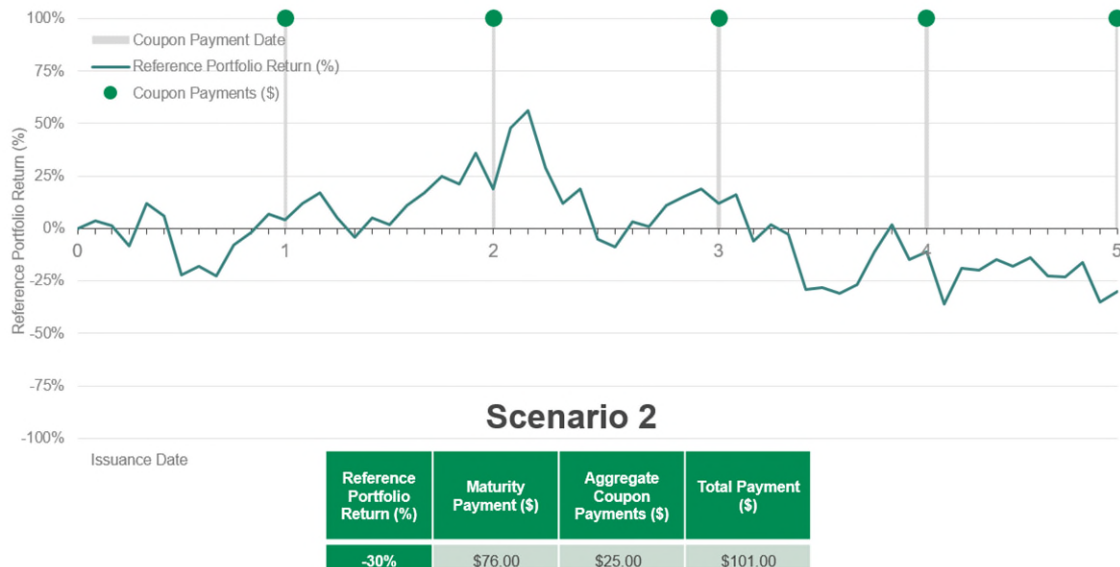 100%
Coupon Payment Date
Reference Portfolio Return (%)
75%
Coupon Payments ($)
50%
25%
0%
0 1 2 3 4 5
-25%
-50%
-75%
-100%
Reference Portfolio Return (%)
Scenario 2
Issuance Date
Reference
Portfolio
Return (%)
Maturity
Payment ($)
Aggregate
Coupon
Payments ($)
Total Payment
($)
-30% $76.00 $25.00 $101.00